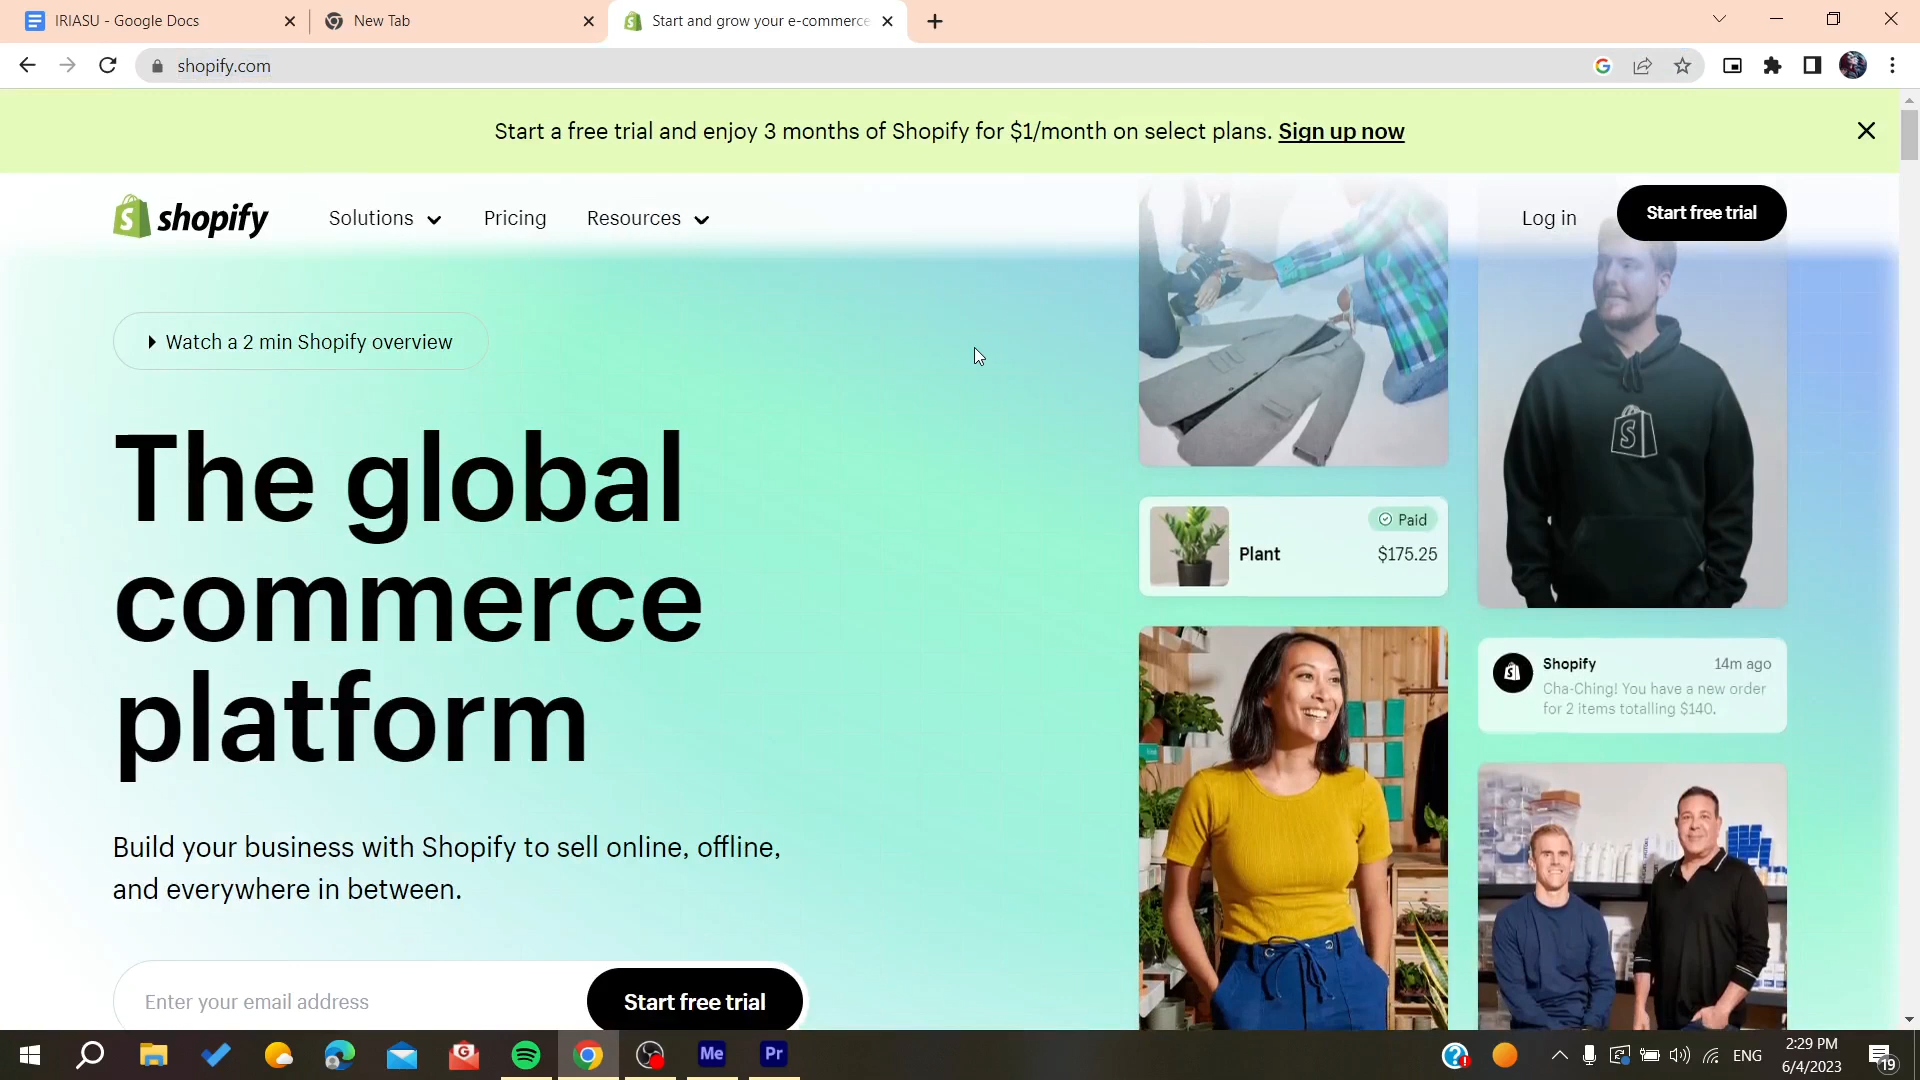 IRIASU - Google Docs
New Tab
Start and grow your e-commerce
shopify.com
Start a free trial and enjoy 3 months of Shopify for $1/month on select plans. Sign up now
shopify
Solutions
Pricing
Resources
Log in
Start free trial
Watch a 2 min Shopify overview
The global
commerce
platform
Build your business with Shopify to sell online, offline,
and everywhere in between.
Enter your email address
Start free trial
Paid
Plant
$175.25
Shopify
14m ago
Cha-Ching! You have a new order
for 2 items totalling $140.
Me
Pr
ENG
2:29 PM
6/4/2023
19